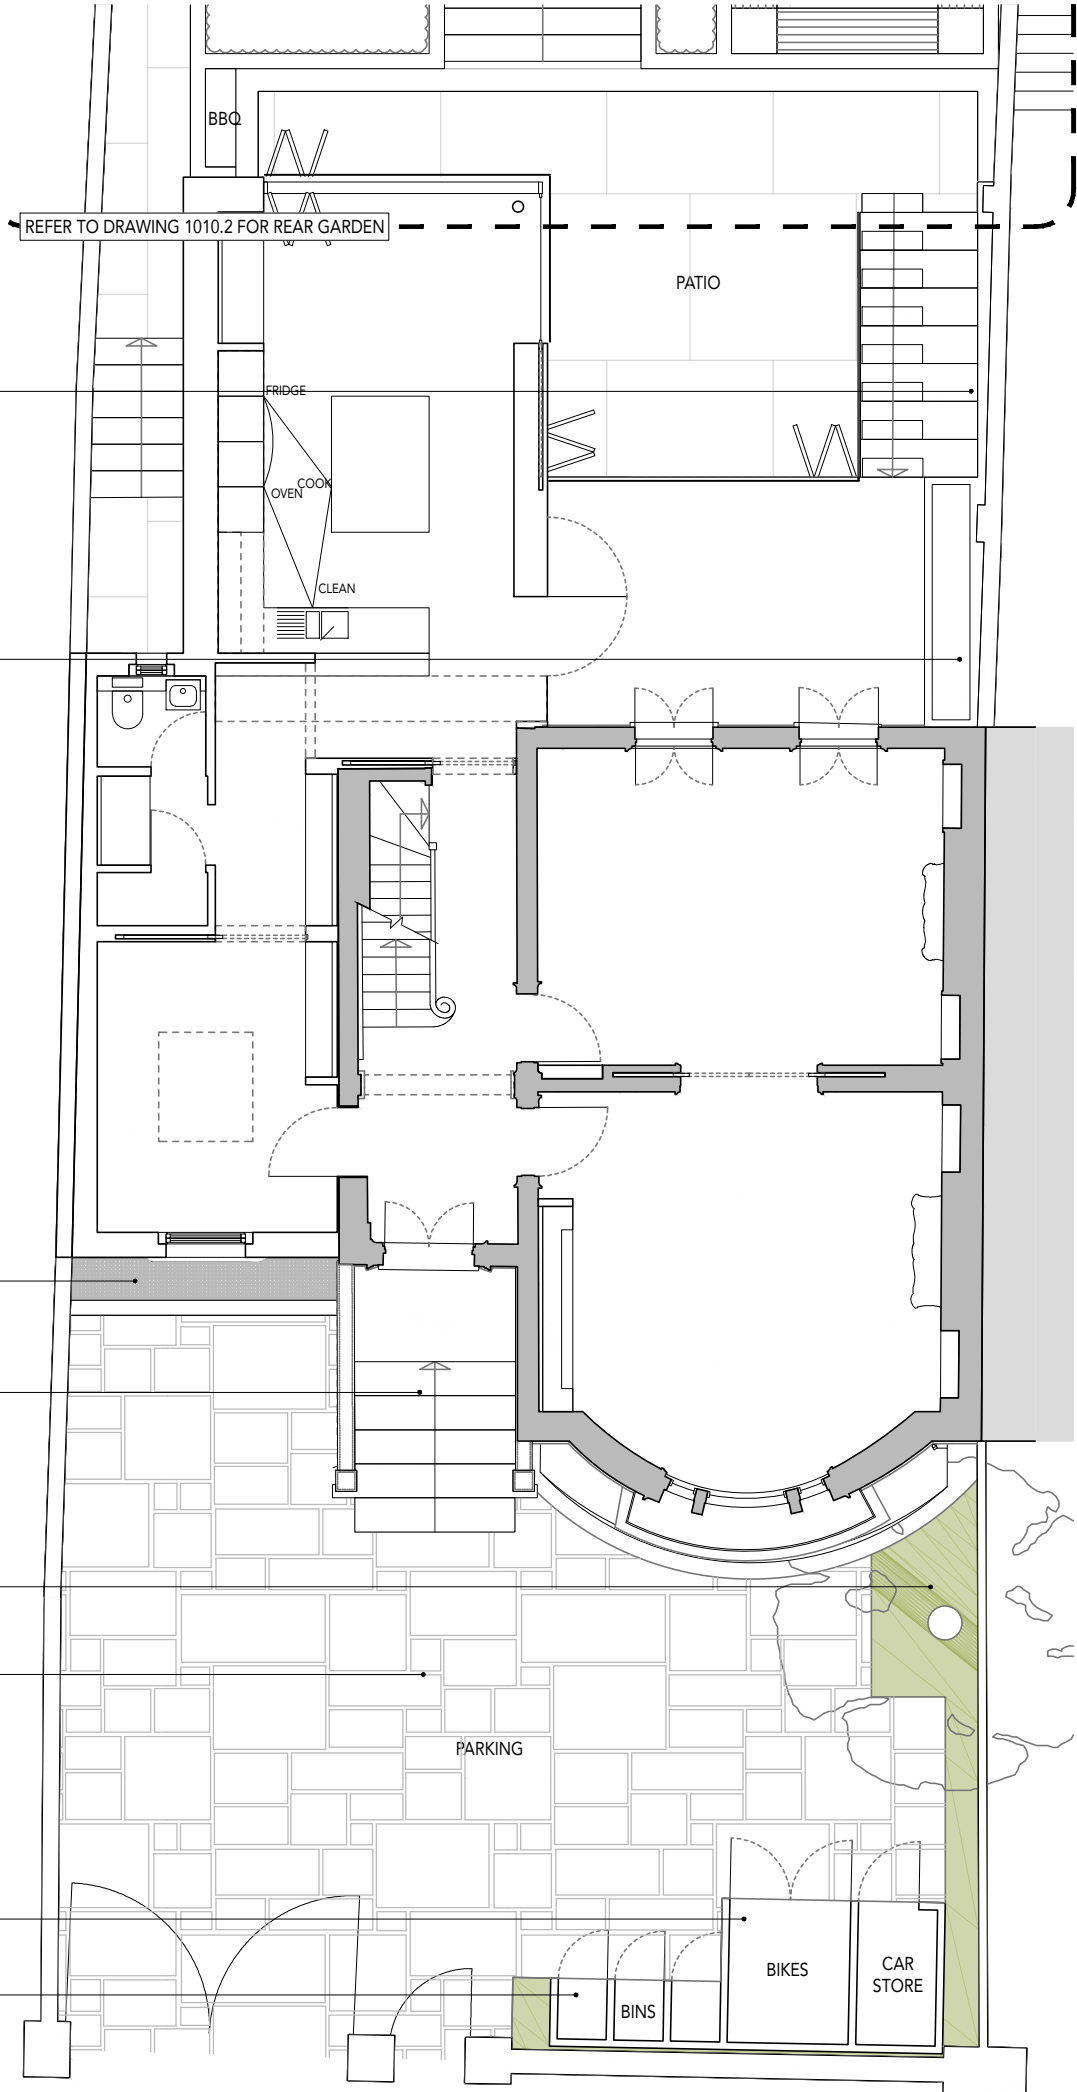 BBQ
REFER TO DRAWING 1010.2 FOR REAR GARDEN
PATIO
FRIDGE
COOK
OVEN
CLEAN
PARKING
BIKES
CAR
STORE
BINS